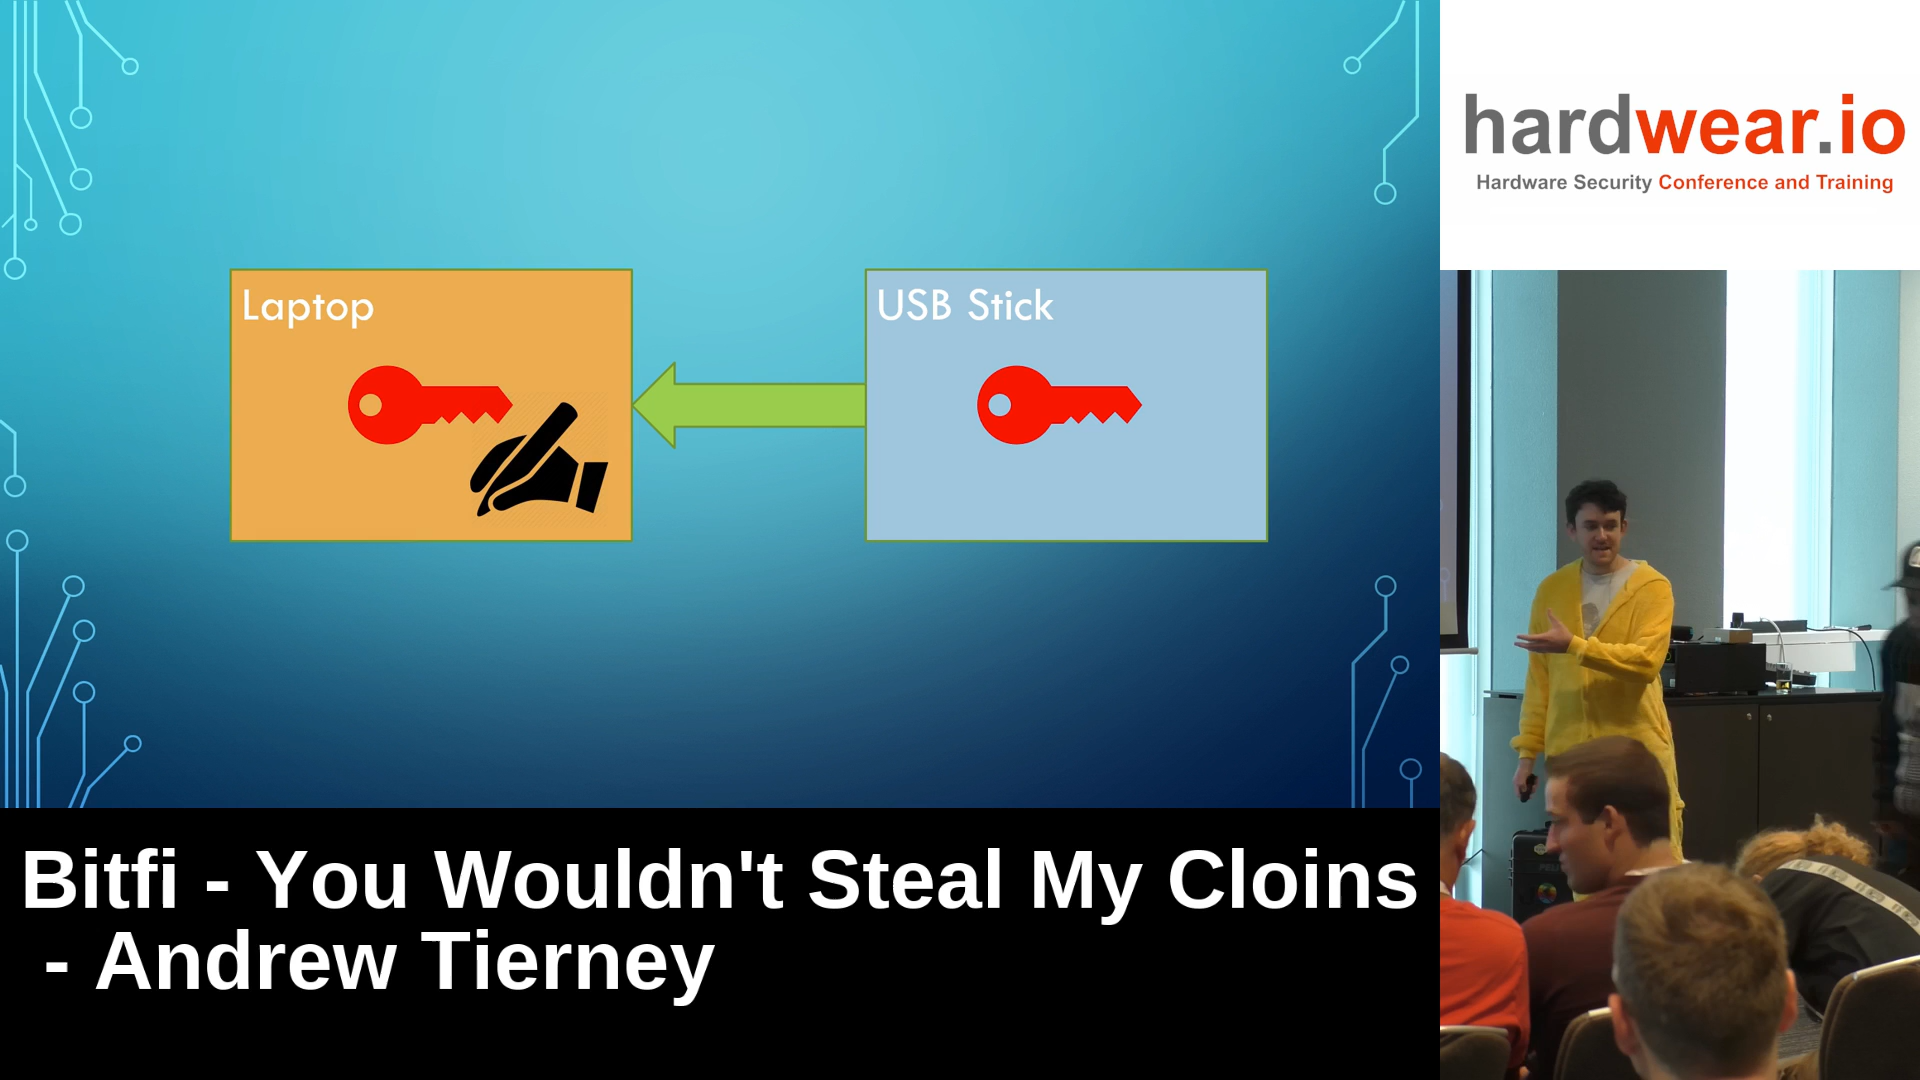 Laptop
USB Stick
hardwear.io
Hardware Security Conference and Training
Bitfi - You Wouldn't Steal My Cloins
- Andrew Tierney